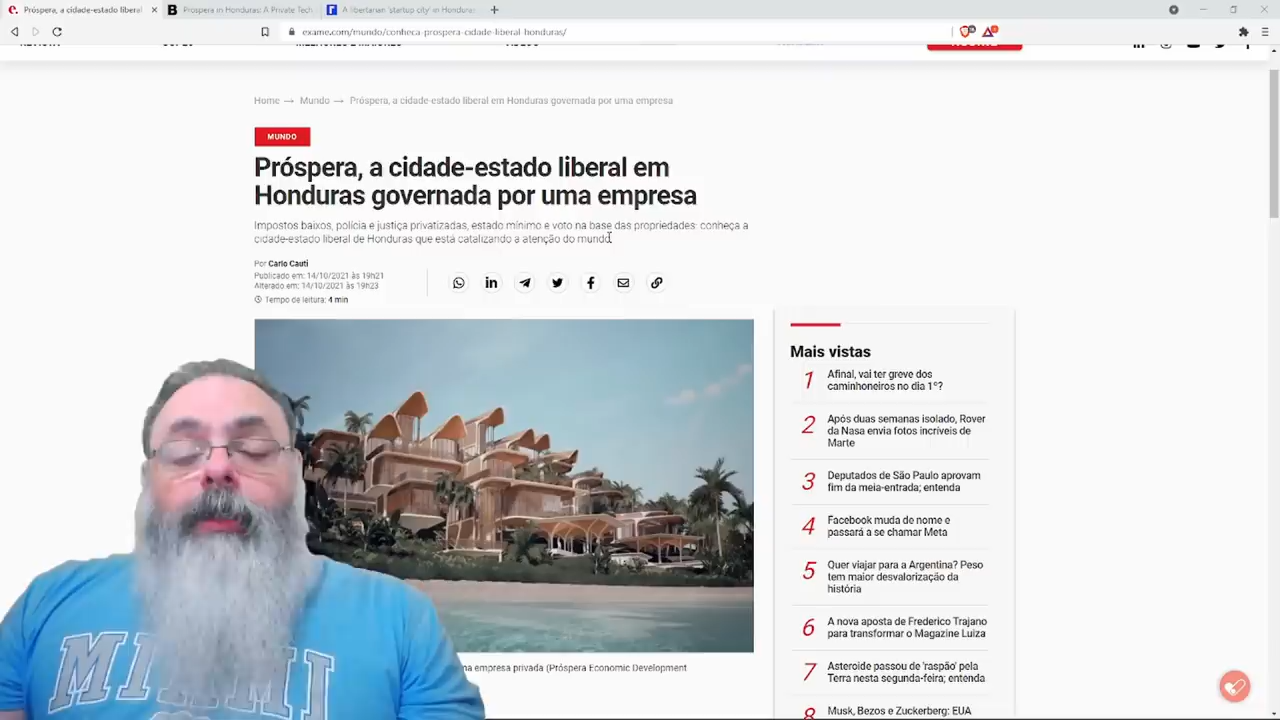 Próspera, a cidade-estado liberal
Prospera in Honduras: A Private Tech
A libertarian 'startup city' in Honduras
exame.com/mundo/conheca-prospera-cidade-liberal-honduras/
Home → Mundo → Próspera, a cidade-estado liberal em Honduras governada por uma empresa
MUNDO
Próspera, a cidade-estado liberal em
Honduras governada por uma empresa
Impostos baixos, polícia e justiça privatizadas, estado mínimo e voto na base das propriedades: conheça a
cidade-estado liberal de Honduras que está catalizando a atenção do mundo
Por Carlo Cauti
Publicado em: 14/10/2021 às 19h21
Alterado em: 14/10/2021 às 19h23
Tempo de leitura: 4 min
Mais vistas
1 Afinal, vai ter greve dos
caminhoneiros no dia 1º?
2 Após duas semanas isolado, Rover
da Nasa envia fotos incríveis de
Marte
3 Deputados de São Paulo aprovam
fim da meia-entrada; entenda
4 Facebook muda de nome e
passará a se chamar Meta
5 Quer viajar para a Argentina? Peso
tem maior desvalorização da
história
6 A nova aposta de Frederico Trajano
para transformar o Magazine Luiza
7 Asteroide passou de 'raspão' pela
Terra nesta segunda-feira; entenda
8 Musk, Bezos e Zuckerberg: EUA
empresa privada (Próspera Economic Development